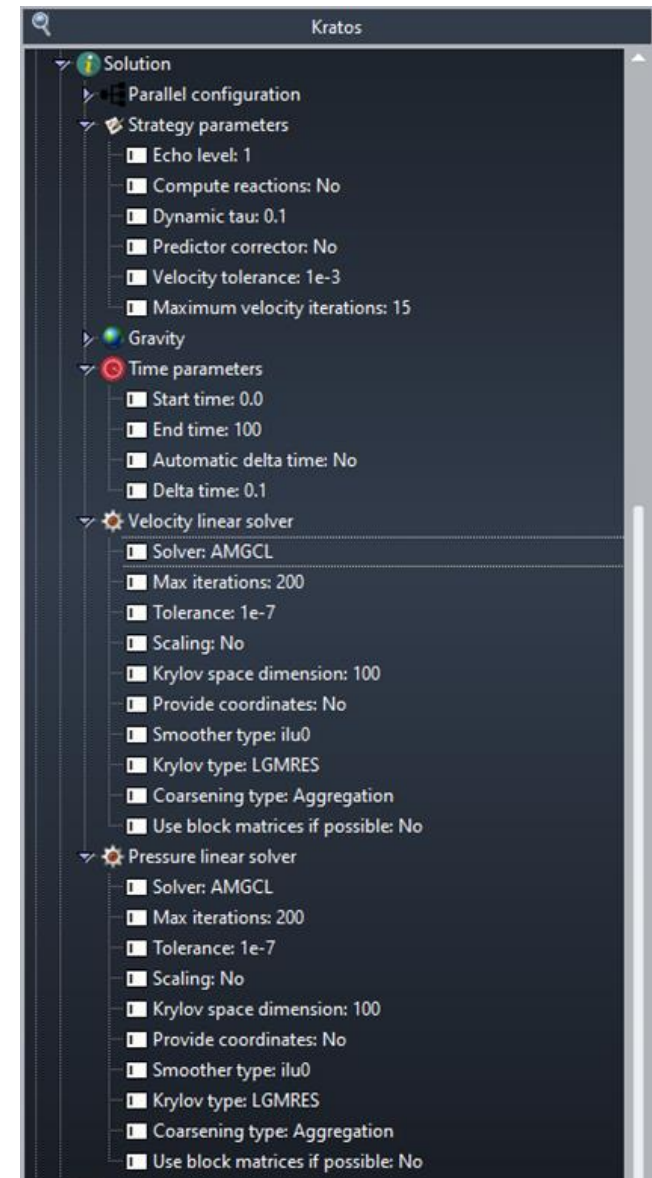 Kratos
Solution
Parallel configuration
Strategy parameters
Echo level: 1
Compute reactions: No
Dynamic tau: 0.1
Predictor corrector: No
Velocity tolerance: 1e-3
Maximum velocity iterations: 15
Gravity
Time parameters
Start time: 0.0
End time: 100
Automatic delta time: No
Delta time: 0.1
Velocity linear solver
Solver: AMGCL
Max iterations: 200
Tolerance: 1e-7
Scaling: No
Krylov space dimension: 100
Provide coordinates: No
Smoother type: ilu0
Krylov type: LGMRES
Coarsening type: Aggregation
Use block matrices if possible: No
Pressure linear solver
Solver: AMGCL
Max iterations: 200
Tolerance: 1e-7
Scaling: No
Krylov space dimension: 100
Provide coordinates: No
Smoother type: ilu0
Krylov type: LGMRES
Coarsening type: Aggregation
Use block matrices if possible: No